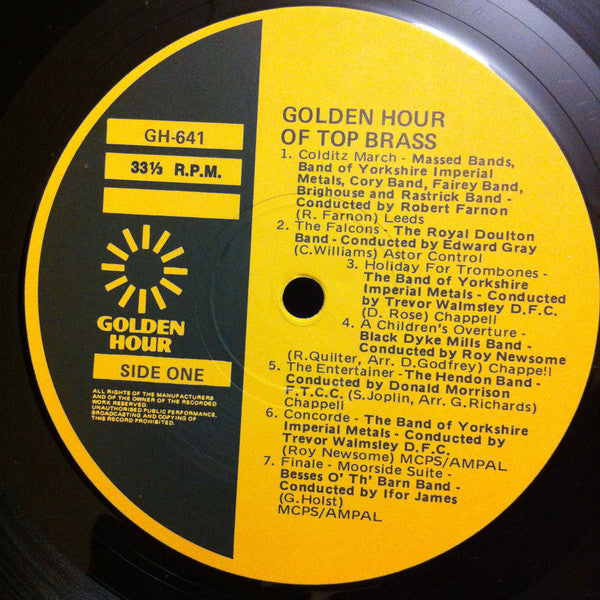 GH-641
33⅓ R.P.M.
GOLDEN
HOUR
SIDE ONE
ALL RIGHTS OF THE MANUFACTURERS
AND OF THE OWNER OF THE RECORDED
WORK RESERVED.
UNAUTHORISED PUBLIC PERFORMANCE,
BROADCASTING AND COPYING OF
THIS RECORD PROHIBITED.
GOLDEN HOUR
OF TOP BRASS
1. Colditz March - Massed Bands,
Band of Yorkshire Imperial
Metals, Cory Band, Fairey Band,
Brighouse and Rastrick Band -
Conducted by Robert Farnon
(R. Farnon) Leeds
2. The Falcons - The Royal Doulton
Band - Conducted by Edward Gray
(C.Williams) Astor Control
3. Holiday For Trombones -
The Band of Yorkshire
Imperial Metals - Conducted
by Trevor Walmsley D.F.C.
(D. Rose) Chappell
4. A Children's Overture -
Black Dyke Mills Band -
Conducted by Roy Newsome
(R.Quilter, Arr. D.Godfrey) Chappell
5. The Entertainer - The Hendon Band -
Conducted by Donald Morrison
F.T.C.C. (S.Joplin, Arr. G.Richards)
Chappell
6. Concorde - The Band of Yorkshire
Imperial Metals - Conducted by
Trevor Walmsley D.F.C.
(Roy Newsome) MCPS/AMPAL
7. Finale - Moorside Suite -
Besses O' Th' Barn Band -
Conducted by Ifor James
(G.Holst)
MCPS/AMPAL